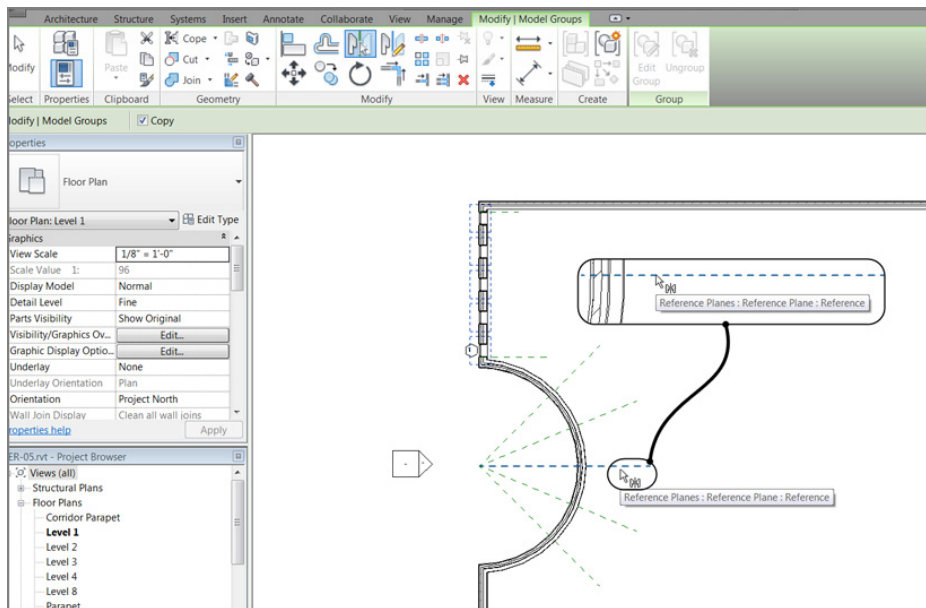 Architecture Structure Systems Insert Annotate Collaborate View Manage Modify | Model Groups
Modify
Paste
Cope
Cut
Join
Edit Group
Ungroup
Select Properties Clipboard Geometry Modify View Measure Create Group
Modify | Model Groups Copy
operties
Floor Plan
loor Plan: Level 1 Edit Type
Graphics
View Scale 1/8" = 1'-0"
Scale Value 1: 96
Display Model Normal
Detail Level Fine
Parts Visibility Show Original
Visibility/Graphics Ov... Edit...
Graphic Display Optio... Edit...
Underlay None
Underlay Orientation Plan
Orientation Project North
Wall Join Display Clean all wall joins
roperties help Apply
ER-05.rvt - Project Browser
Views (all)
Structural Plans
Floor Plans
Corridor Parapet
Level 1
Level 2
Level 3
Level 4
Level 8
Parapet
Reference Planes : Reference Plane : Reference
Reference Planes : Reference Plane : Reference